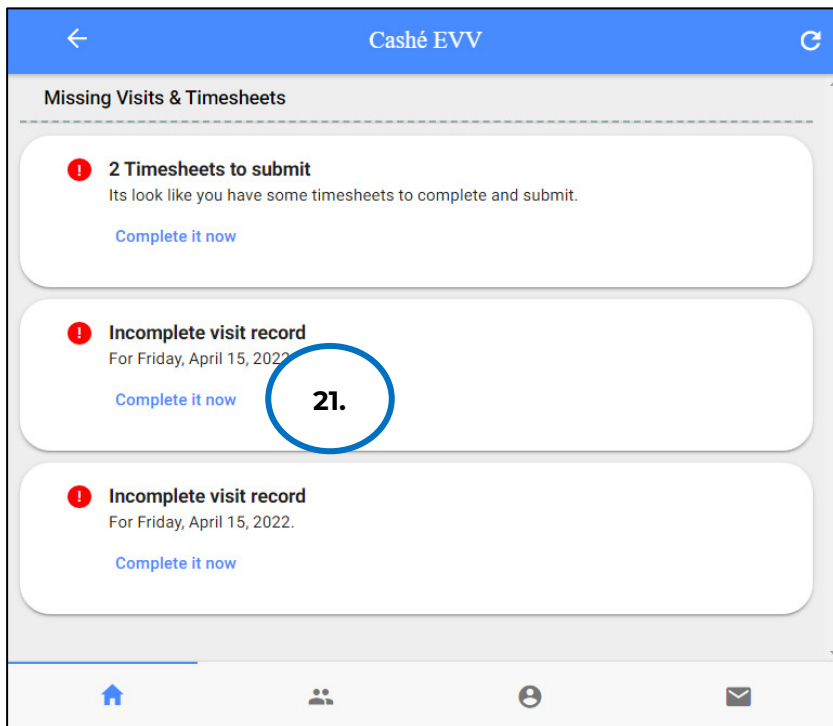 Cashé EVV
Missing Visits & Timesheets
2 Timesheets to submit
Its look like you have some timesheets to complete and submit.
Complete it now
Incomplete visit record
For Friday, April 15, 2022
Complete it now
21.
Incomplete visit record
For Friday, April 15, 2022.
Complete it now